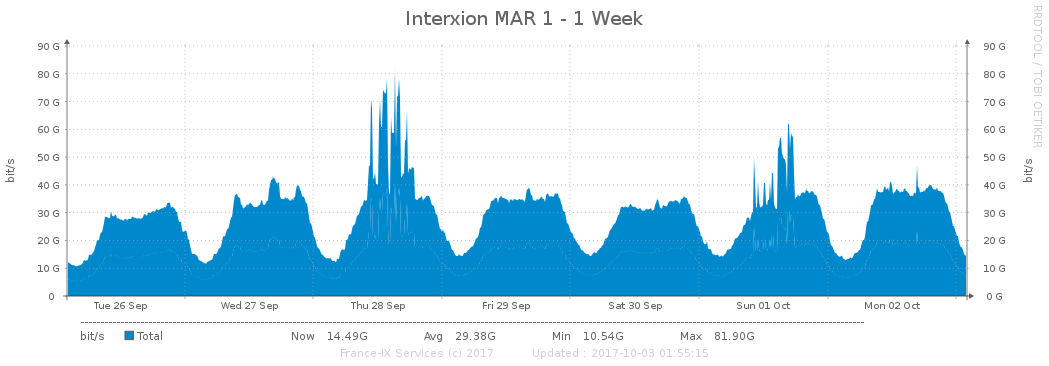 Interxion MAR 1 - 1 Week
RRDTOOL / TOBI OETIKER
90 G 90 G
80 G 80 G
70 G 70 G
60 G 60 G
50 G 50 G
40 G 40 G
30 G 30 G
20 G 20 G
10 G 10 G
0 0 G
bit/s
bit/s
Tue 26 Sep Wed 27 Sep Thu 28 Sep Fri 29 Sep Sat 30 Sep Sun 01 Oct Mon 02 Oct
bit/s Total Now 14.49G Avg 29.38G Min 10.54G Max 81.90G
France-IX Services (c) 2017 Updated : 2017-10-03 01:55:15